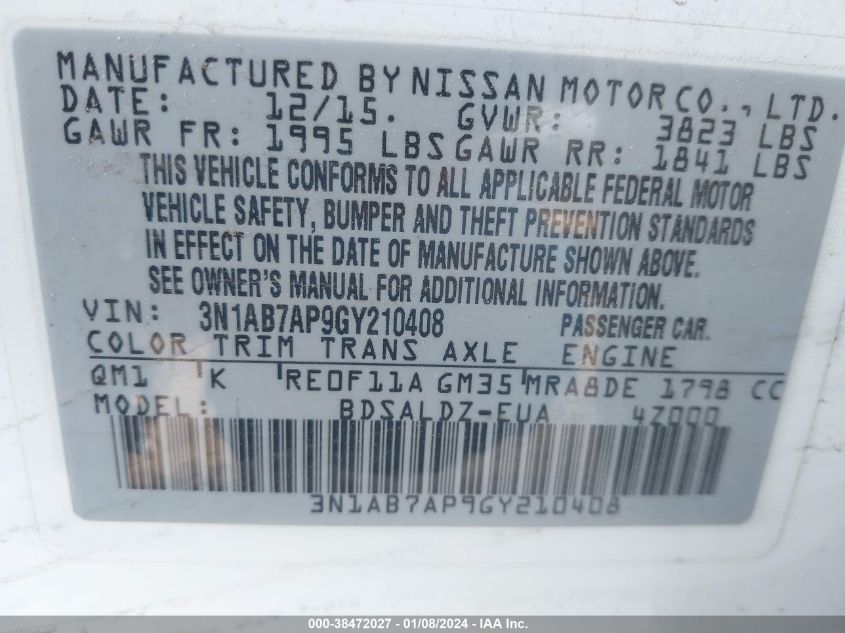 MANUFACTURED BY NISSAN MOTOR CO., LTD.
DATE: 12/15. GVWR: 3823 LBS
GAWR FR: 1995 LBS GAWR RR: 1841 LBS
THIS VEHICLE CONFORMS TO ALL APPLICABLE FEDERAL MOTOR
VEHICLE SAFETY, BUMPER AND THEFT PREVENTION STANDARDS
IN EFFECT ON THE DATE OF MANUFACTURE SHOWN ABOVE.
SEE OWNER'S MANUAL FOR ADDITIONAL INFORMATION.
VIN: 3N1AB7AP9GY210408 PASSENGER CAR.
COLOR TRIM TRANS AXLE ENGINE
QM1 K RE0F11A GM35 MRA8DE 1798 CC
MODEL: BDSALDZ-EUA 4Z000
3N1AB7AP9GY210408
000-38472027 - 01/08/2024 - IAA Inc.